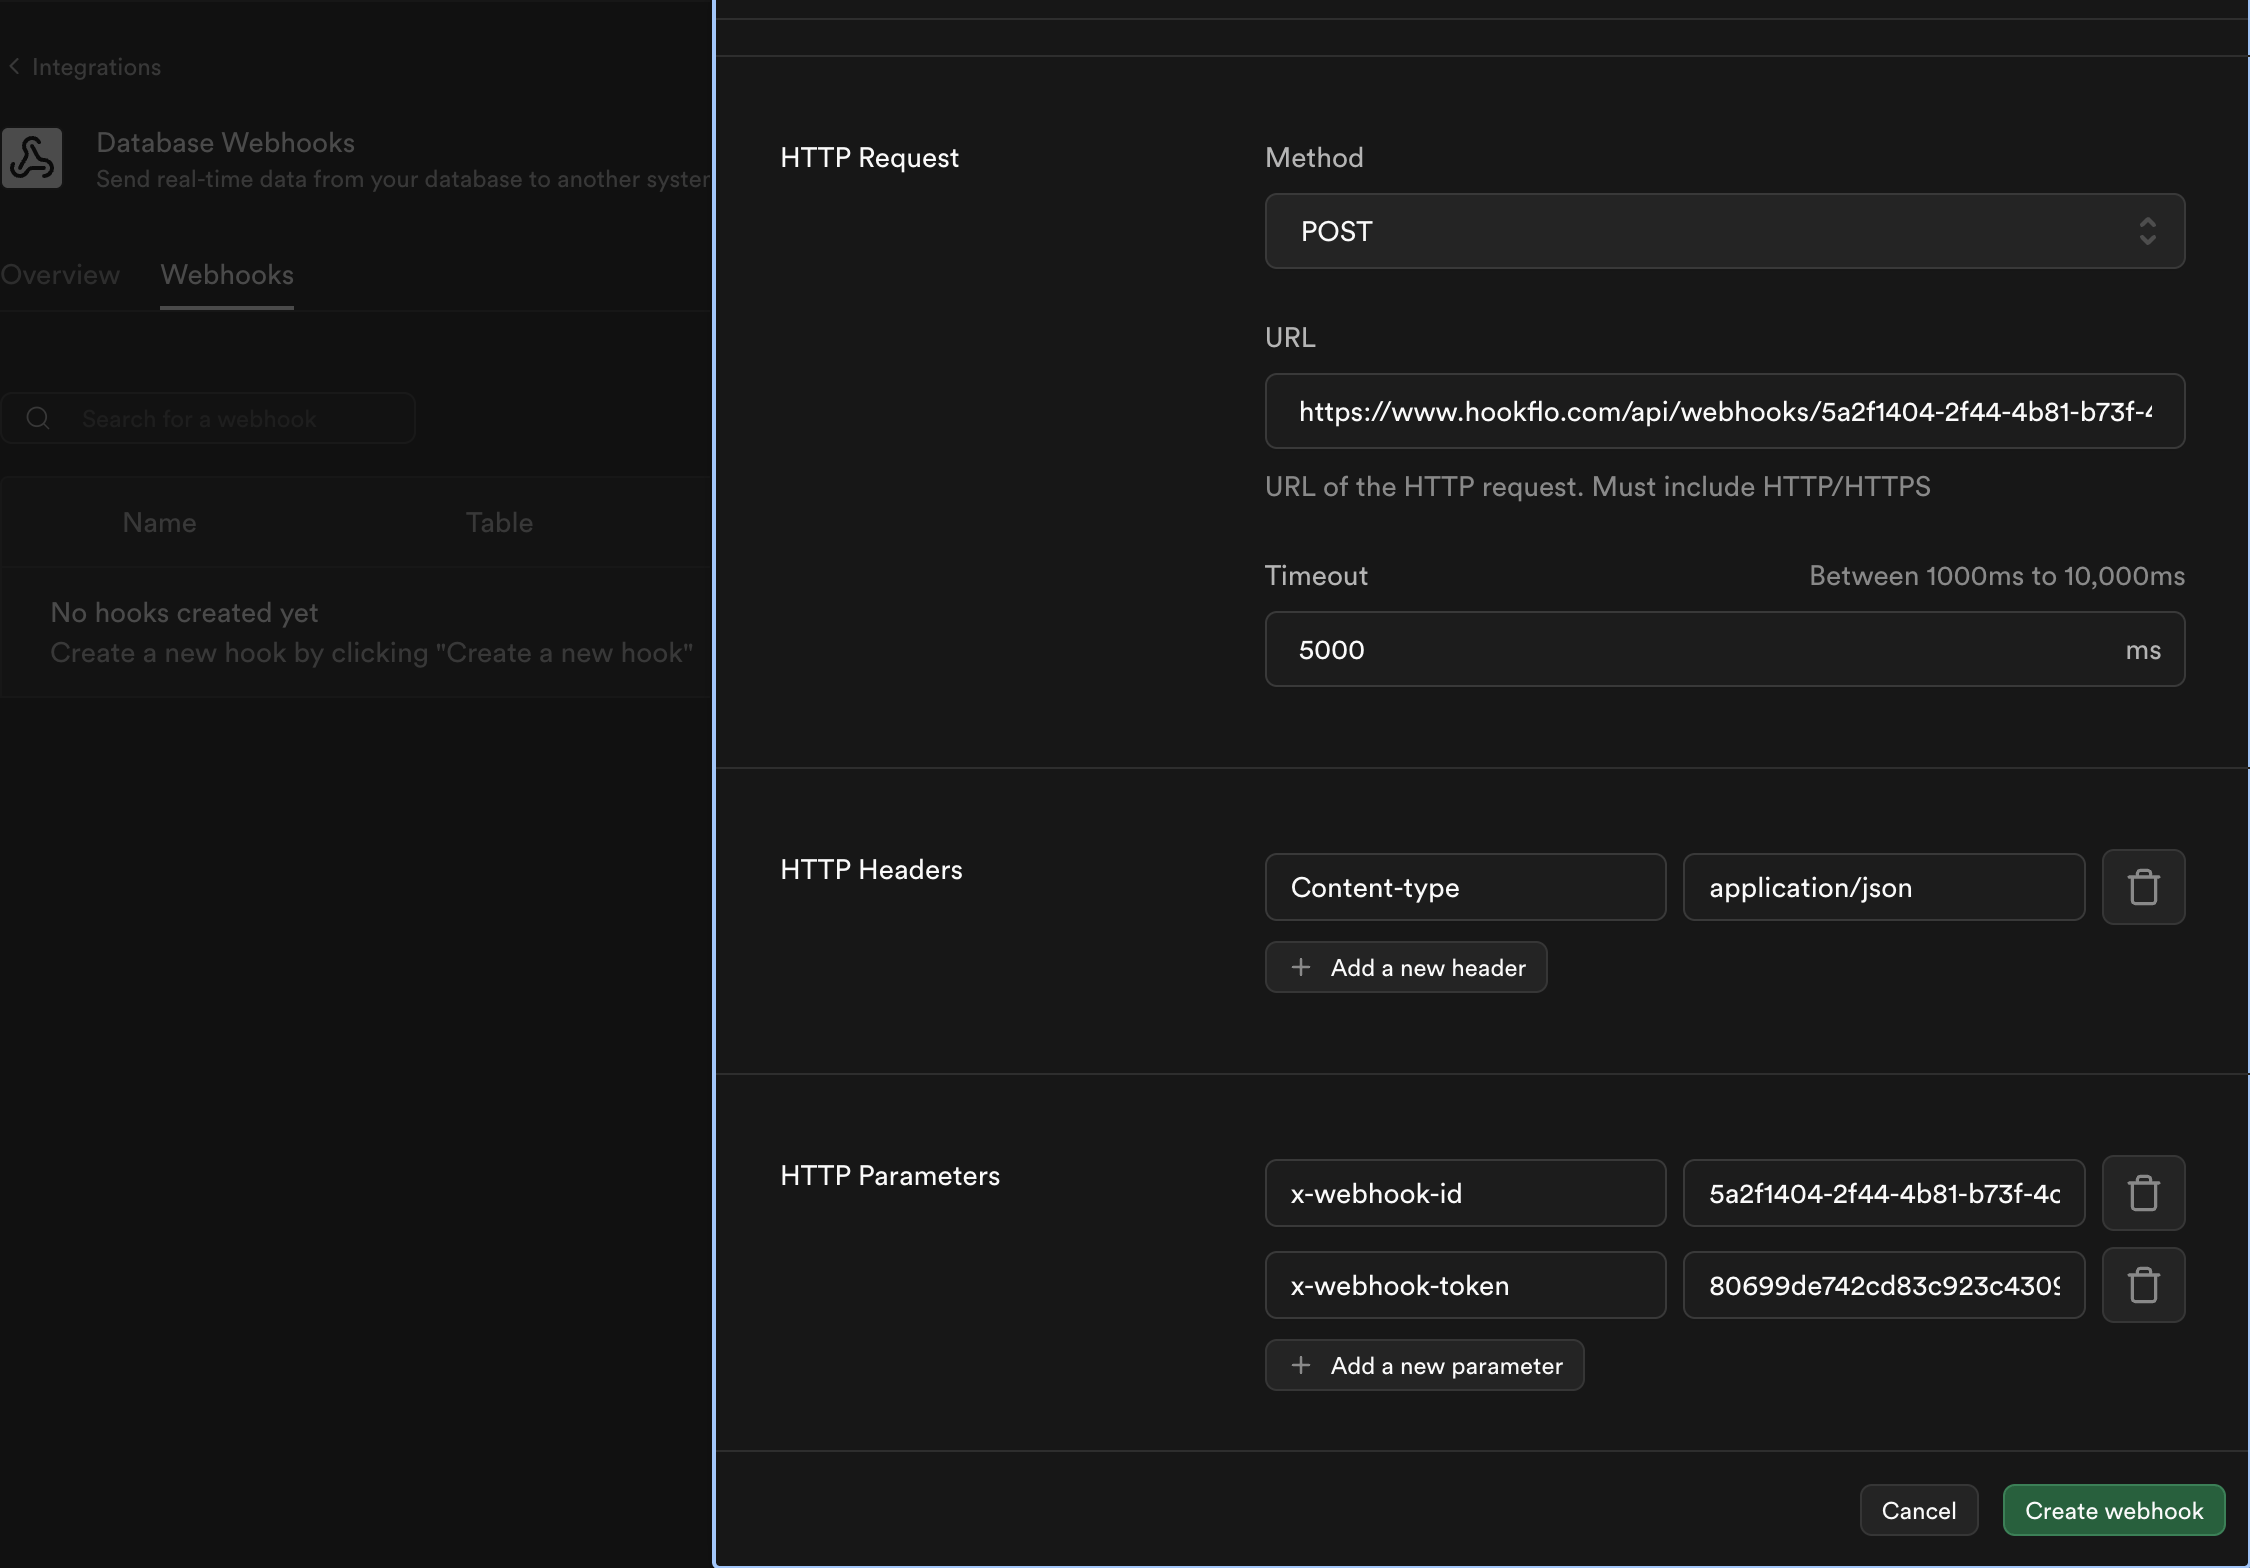 Integrations
Database Webhooks
Send real-time data from your database to another
Overview
Webhooks
Search for a webhook
Name
Table
No hooks created yet
Create a new hook by clicking "Create a new hook"
HTTP Request
Method
POST
URL
https://www.hookflo.com/api/webhooks/5a2f1404-2f44-4b81-b73f-4
URL of the HTTP request. Must include HTTP/HTTPS
Timeout
Between 1000ms to 10,000ms
5000
ms
HTTP Headers
Content-type
application/json
Add a new header
HTTP Parameters
x-webhook-id
5a2f1404-2f44-4b81-b73f-4c
x-webhook-token
80699de742cd83c923c4309
Add a new parameter
Cancel
Create webhook